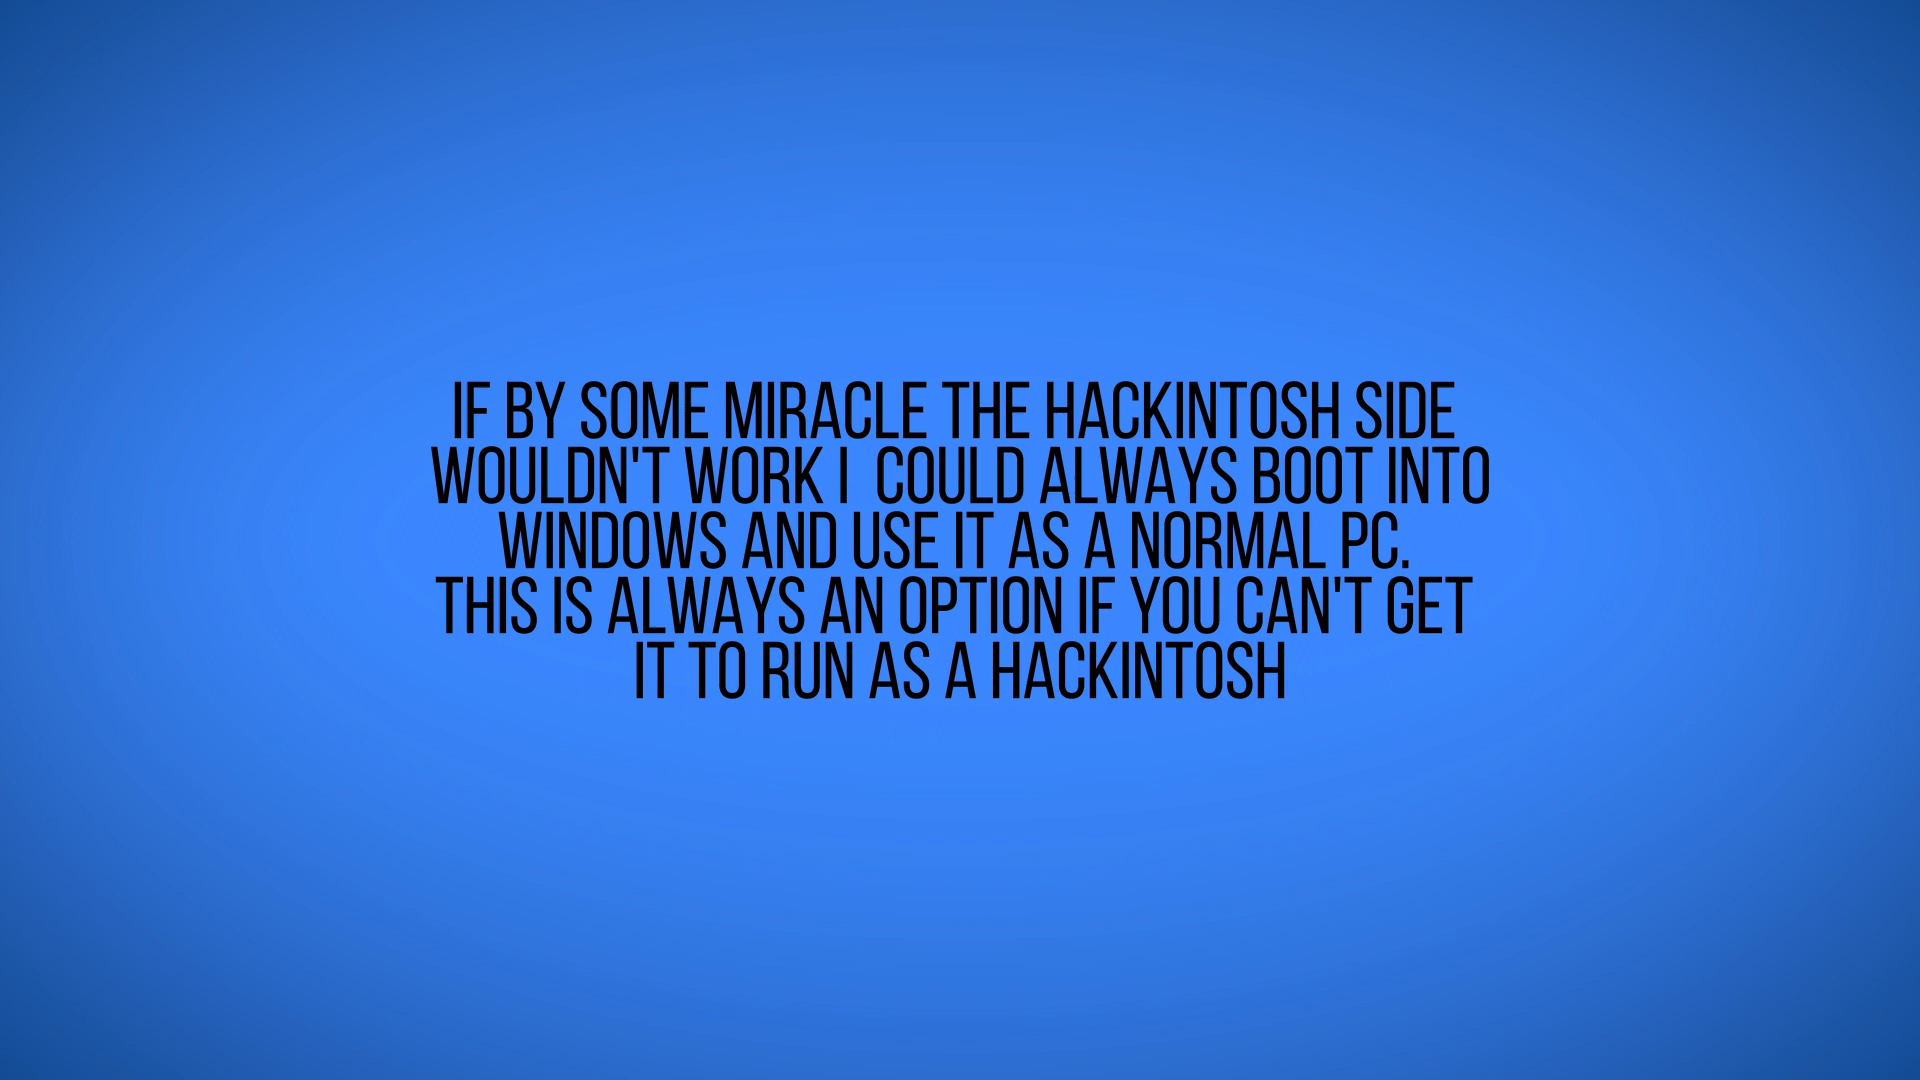 IF BY SOME MIRACLE THE HACKINTOSH SIDE
WOULDN'T WORK I  COULD ALWAYS BOOT INTO
WINDOWS AND USE IT AS A NORMAL PC.
THIS IS ALWAYS AN OPTION IF YOU CAN'T GET
IT TO RUN AS A HACKINTOSH